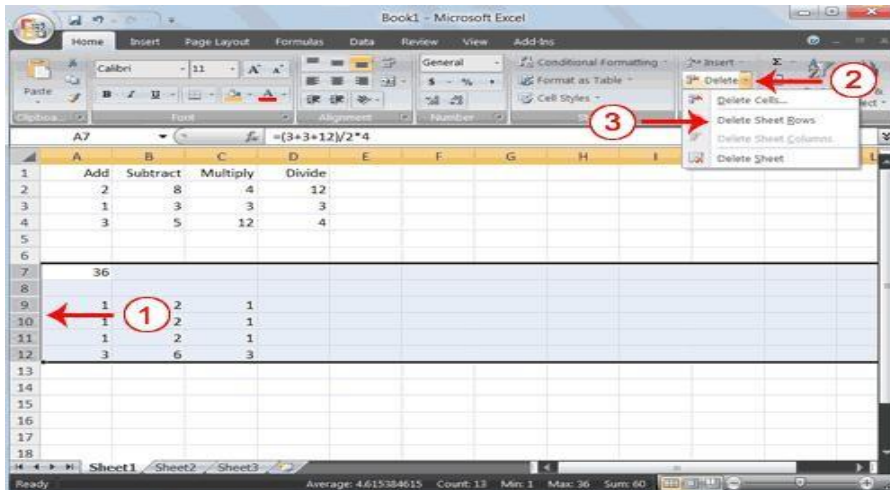 Book1 - Microsoft Excel
Home Insert Page Layout Formulas Data Review View Add-Ins
Calibri 11 A A General Conditional Formatting Insert Σ
Paste B I U A $ % , Format as Table Delete 2
Cell Styles Delete Cells...
3 Delete Sheet Rows
Font Alignment Number Delete Sheet Columns
A7 fx =(3+3+12)/2*4 Delete Sheet
A B C D E F G H I L
1 Add Subtract Multiply Divide
2 2 8 4 12
3 1 3 3 3
4 3 5 12 4
5
6
7 36
8
9 1 2 1
1
10 1 2 1
11 1 2 1
12 3 6 3
13
14
15
16
17
18
Sheet1 Sheet2 Sheet3
Ready Average: 4.615384615 Count: 13 Min: 1 Max: 36 Sum: 60